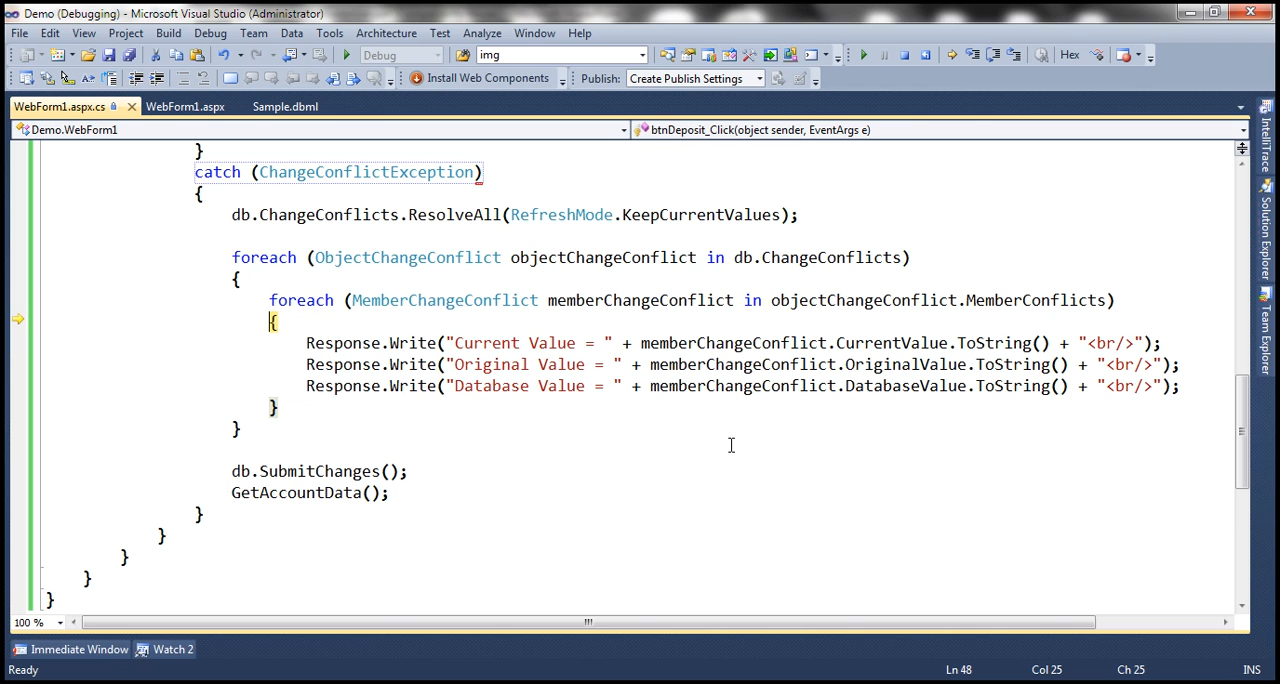 Demo (Debugging) - Microsoft Visual Studio (Administrator)
File Edit View Project Build Debug Team Data Tools Architecture Test Analyze Window Help
Debug img Hex
Install Web Components Publish: Create Publish Settings
WebForm1.aspx.cs WebForm1.aspx Sample.dbml
Demo.WebForm1 btnDeposit_Click(object sender, EventArgs e)
}
catch (ChangeConflictException)
{
db.ChangeConflicts.ResolveAll(RefreshMode.KeepCurrentValues);
foreach (ObjectChangeConflict objectChangeConflict in db.ChangeConflicts)
{
foreach (MemberChangeConflict memberChangeConflict in objectChangeConflict.MemberConflicts)
{
Response.Write("Current Value = " + memberChangeConflict.CurrentValue.ToString() + "<br/>");
Response.Write("Original Value = " + memberChangeConflict.OriginalValue.ToString() + "<br/>");
Response.Write("Database Value = " + memberChangeConflict.DatabaseValue.ToString() + "<br/>");
}
}
db.SubmitChanges();
GetAccountData();
}
}
}
}
}
100 %
Immediate Window Watch 2
Ready Ln 48 Col 25 Ch 25 INS
IntelliTrace
Solution Explorer
Team Explorer